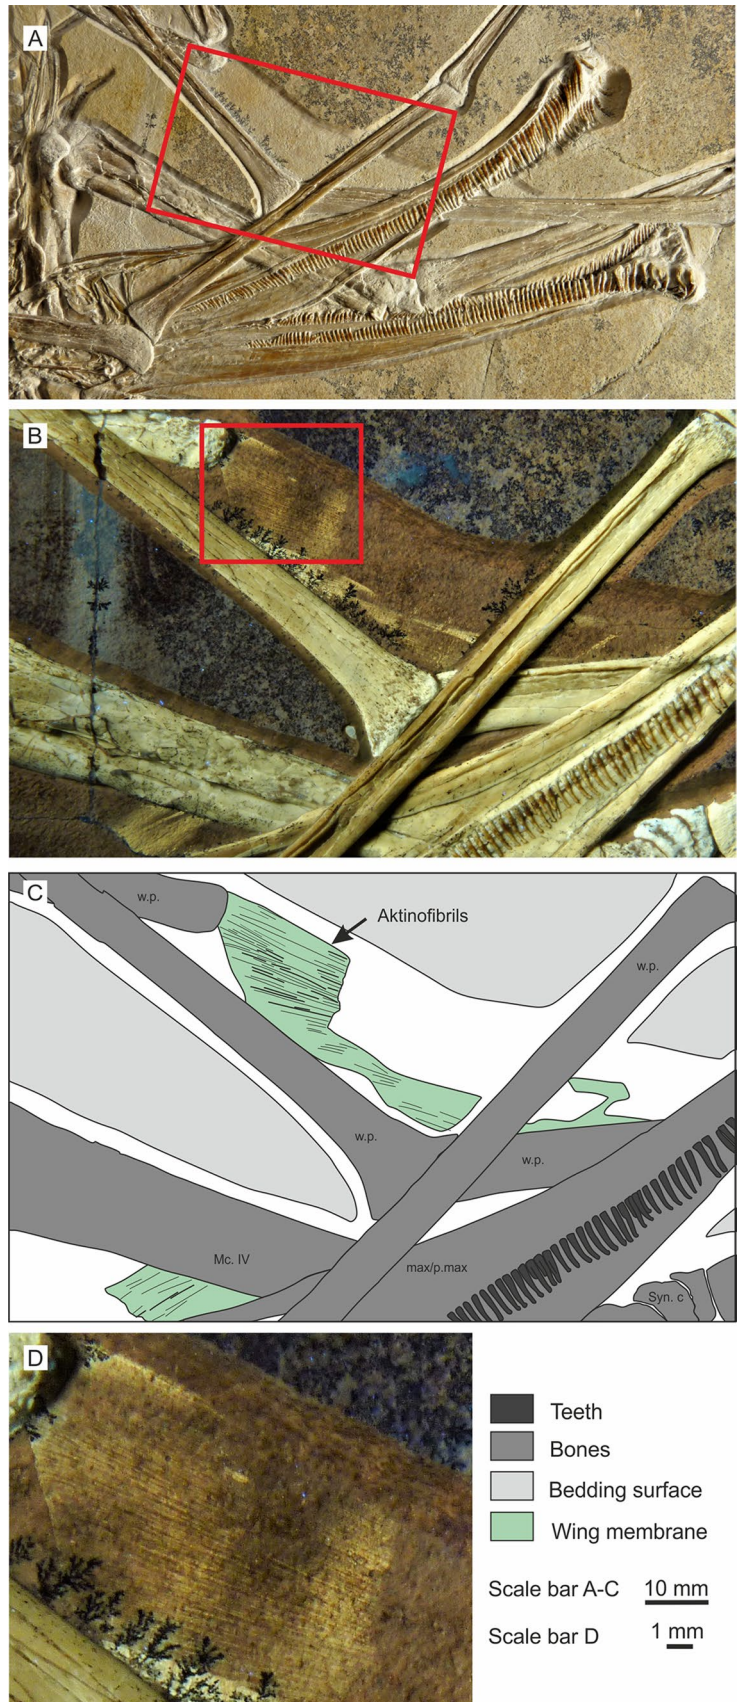 A
B
C
w.p.
Aktinofibrils
w.p.
w.p.
w.p.
Mc. IV
max/p.max
Syn. c
D
Teeth
Bones
Bedding surface
Wing membrane
Scale bar A-C 10 mm
Scale bar D 1 mm